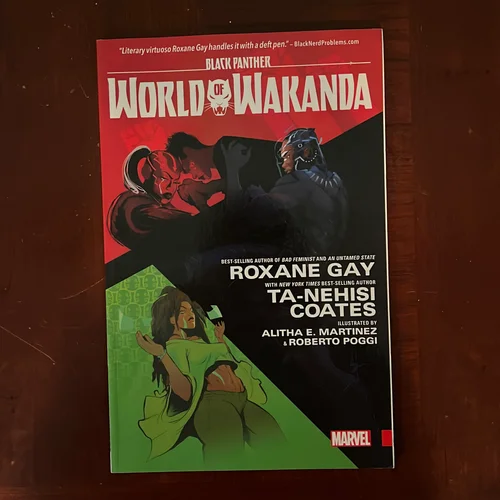 "Literary virtuoso Roxane Gay handles it with a deft pen." – BlackNerdProblems.com
BLACK PANTHER
WORLD OF WAKANDA
BEST-SELLING AUTHOR OF BAD FEMINIST AND AN UNTAMED STATE
ROXANE GAY
WITH NEW YORK TIMES BEST-SELLING AUTHOR
TA-NEHISI
COATES
ILLUSTRATED BY
ALITHA E. MARTINEZ
& ROBERTO POGGI
MARVEL